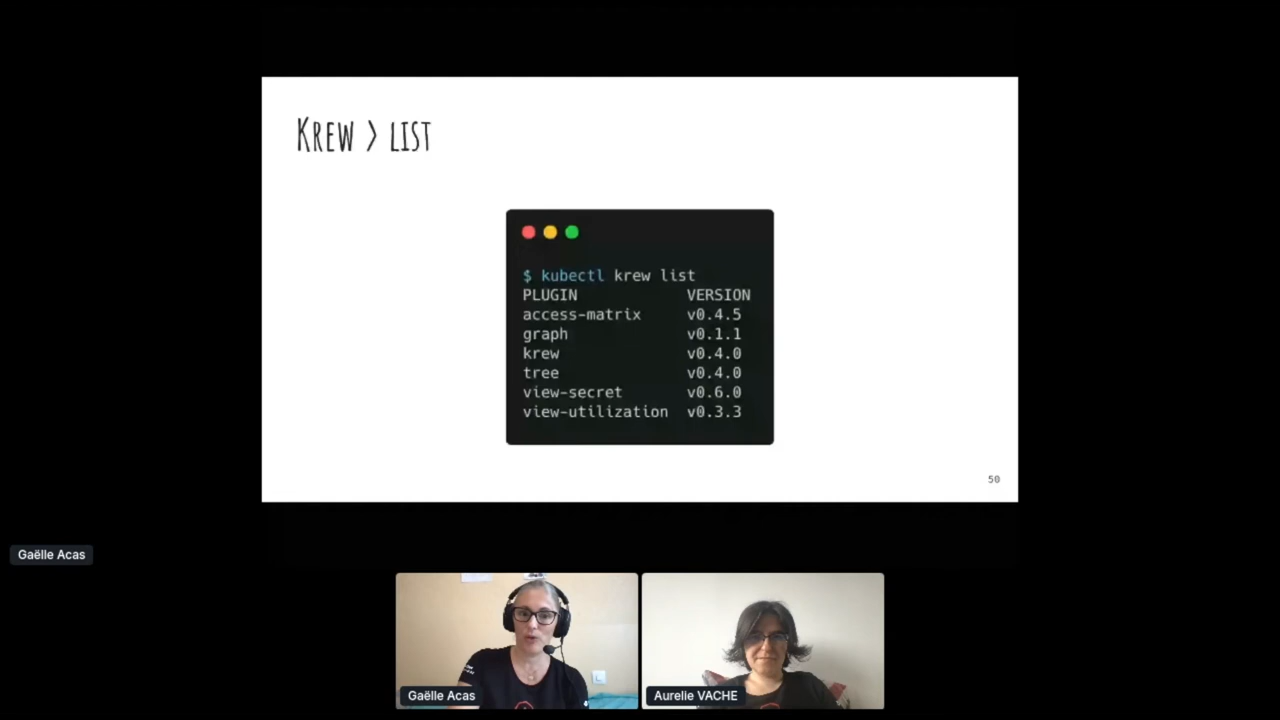 KREW > LIST
$ kubectl krew list
PLUGIN VERSION
access-matrix v0.4.5
graph v0.1.1
krew v0.4.0
tree v0.4.0
view-secret v0.6.0
view-utilization v0.3.3
50
Gaëlle Acas
Gaëlle Acas
Aurelie VACHE